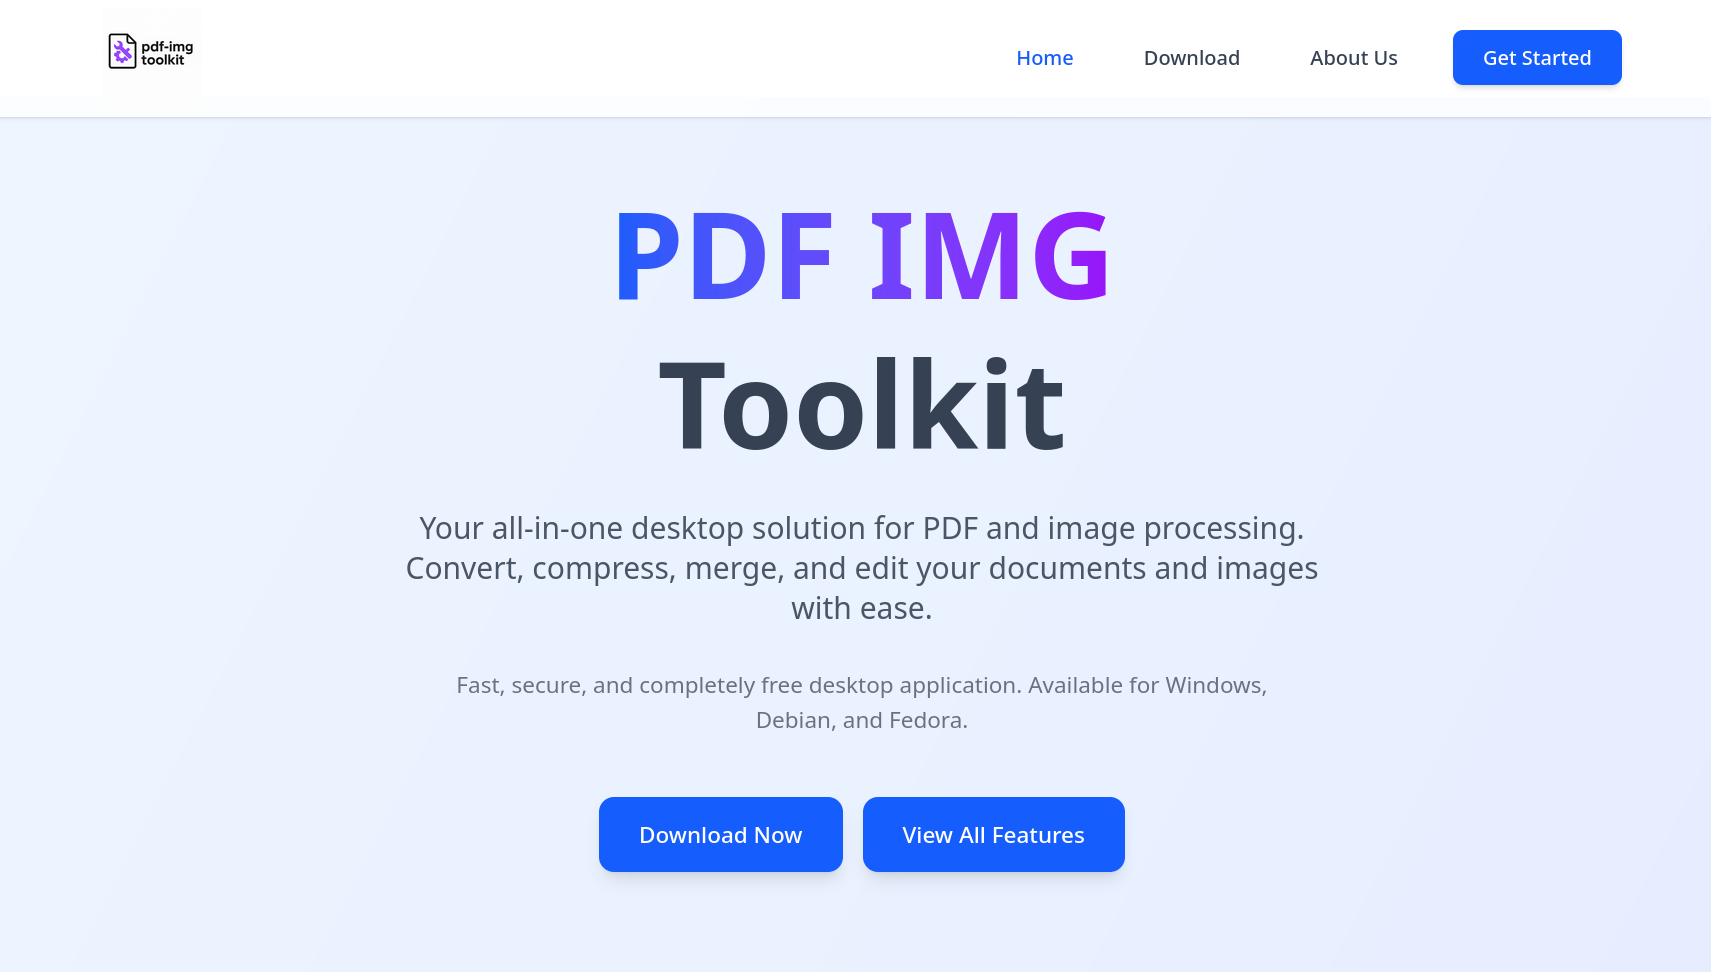 pdf-img
toolkit
Home
Download
About Us
Get Started
PDF IMG
Toolkit
Your all-in-one desktop solution for PDF and image processing.
Convert, compress, merge, and edit your documents and images
with ease.
Fast, secure, and completely free desktop application. Available for Windows,
Debian, and Fedora.
Download Now
View All Features